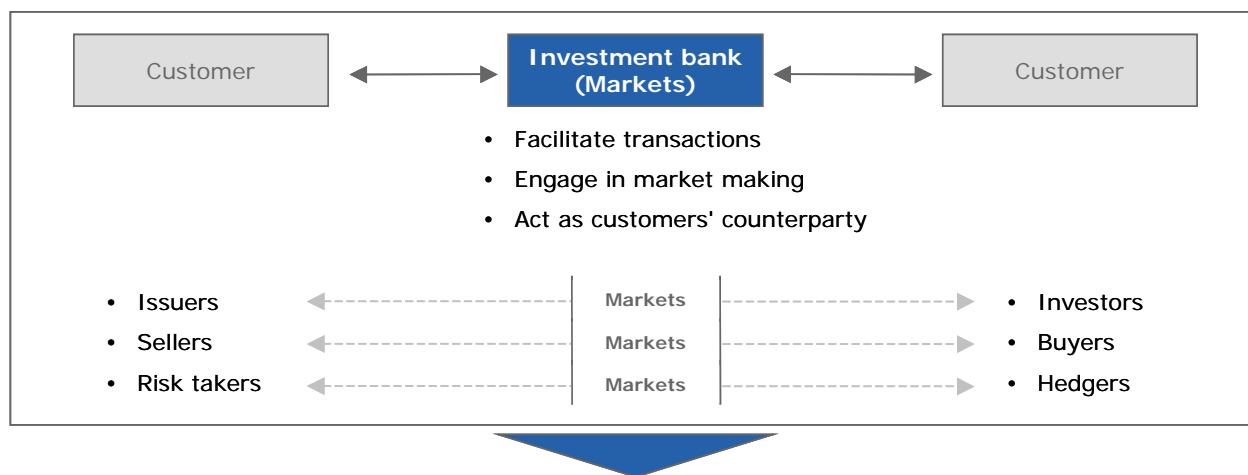 Customer
Investment bank
(Markets)
Customer
• Facilitate transactions
• Engage in market making
• Act as customers' counterparty
• Issuers
Markets
• Investors
• Sellers
Markets
• Buyers
• Risk takers
Markets
• Hedgers